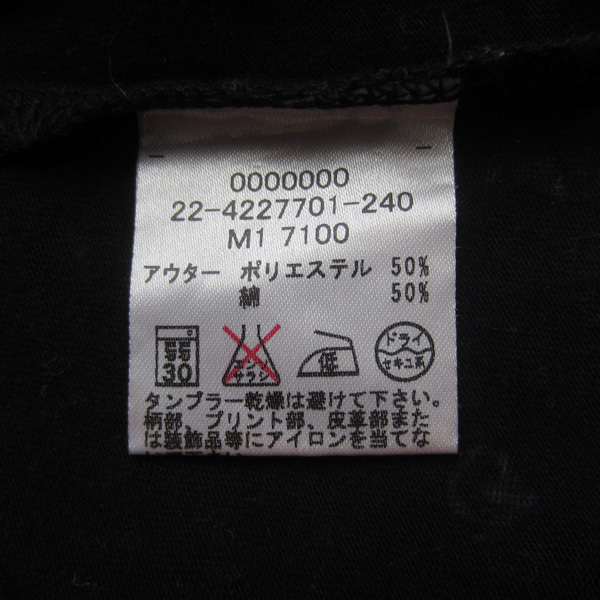 0000000
22-4227701-240
M1 7100
アウター ポリエステル 50%
綿 50%
弱 30 エンソ サラシ 低 ドライ セキユ系
タンブラー乾燥は避けて下さい。
柄部、プリント部、皮革部また
は装飾品等にアイロンを当てな